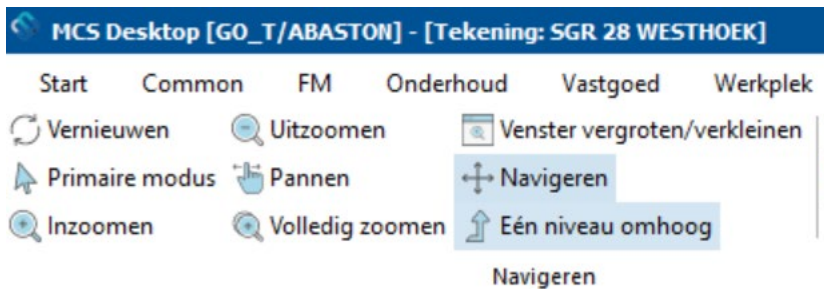 MCS Desktop [GO_T/ABASTON] - [Tekening: SGR 28 WESTHOEK]
Start Common FM Onderhoud Vastgoed Werkplek
Vernieuwen Uitzoomen Venster vergroten/verkleinen
Primaire modus Pannen Navigeren
Inzoomen Volledig zoomen Eén niveau omhoog
Navigeren